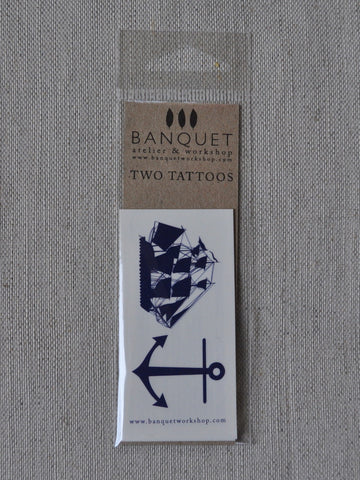 BANQUET
atelier & workshop
www.banquetworkshop.com
TWO TATTOOS
www.banquetworkshop.com